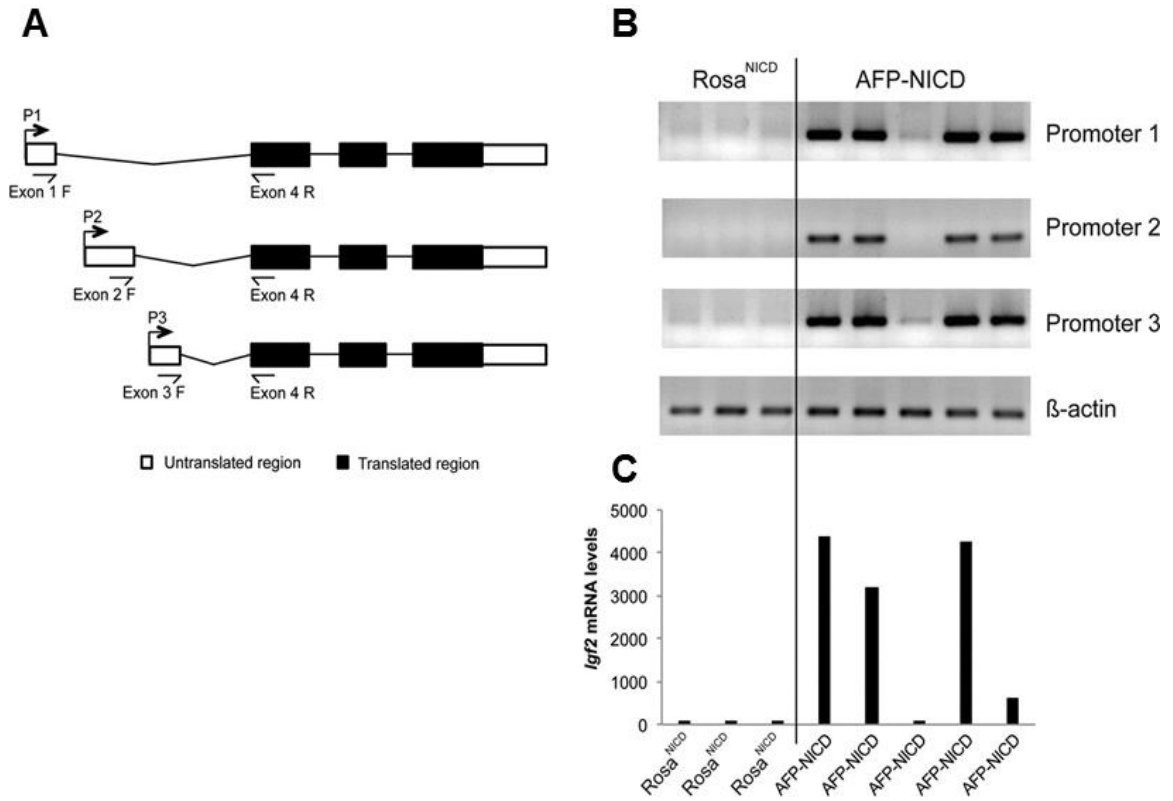 A
P1
Exon 1 F
Exon 4 R
P2
Exon 2 F
Exon 4 R
P3
Exon 3 F
Exon 4 R
Untranslated region
Translated region
B
Rosa^NICD AFP-NICD
Promoter 1
Promoter 2
Promoter 3
ß-actin
C
Igf2 mRNA levels
5000
4000
3000
2000
1000
0
Rosa^NICD
Rosa^NICD
Rosa^NICD
AFP-NICD
AFP-NICD
AFP-NICD
AFP-NICD
AFP-NICD